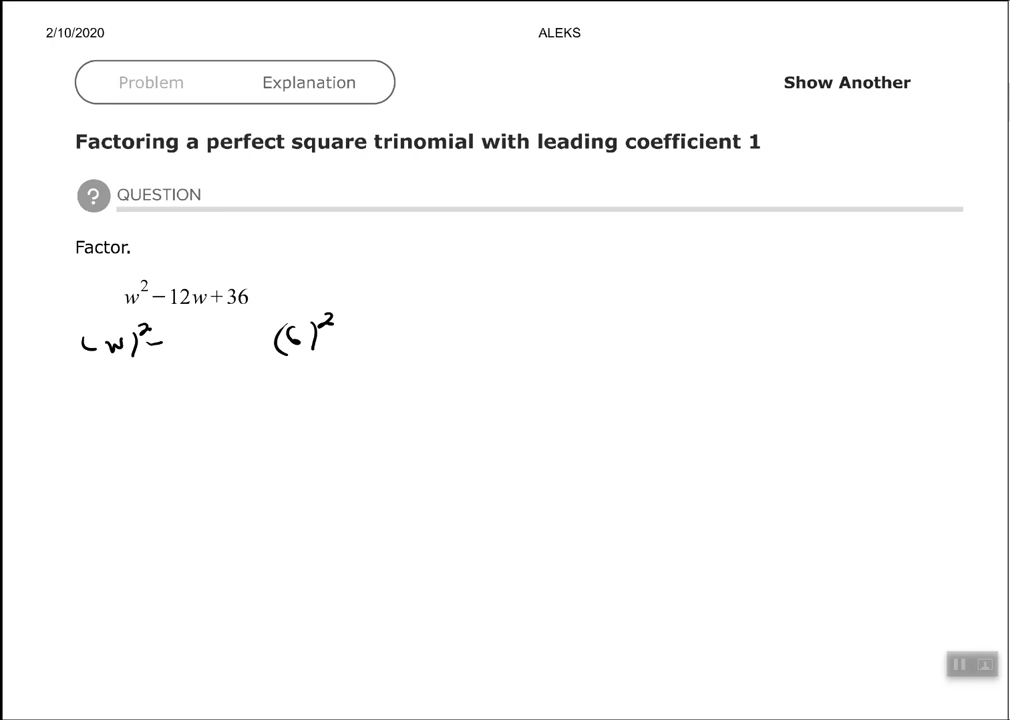 2/10/2020 ALEKS
Problem Explanation Show Another
Factoring a perfect square trinomial with leading coefficient 1
? QUESTION
Factor.
w² − 12w + 36
(w)² − (6)²